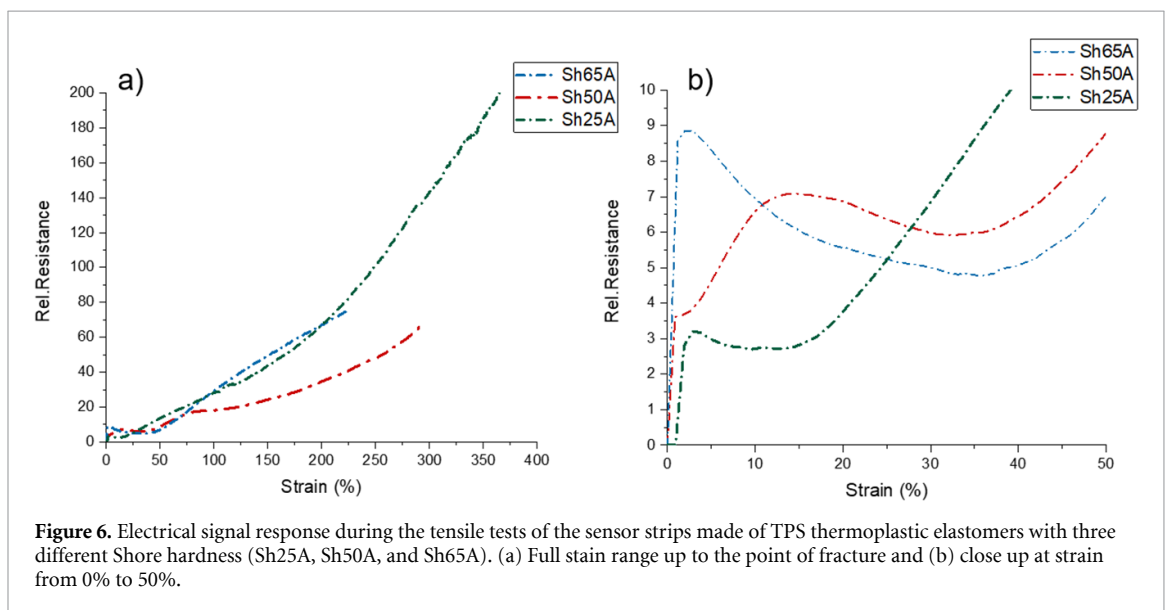 a)
Sh65A
Sh50A
Sh25A
200
180
160
140
120
100
80
60
40
20
0
Rel.Resistance
0 50 100 150 200 250 300 350 400
Strain (%)
b)
Sh65A
Sh50A
Sh25A
10
9
8
7
6
5
4
3
2
1
0
Rel.Resistance
0 10 20 30 40 50
Strain (%)
Figure 6. Electrical signal response during the tensile tests of the sensor strips made of TPS thermoplastic elastomers with three
different Shore hardness (Sh25A, Sh50A, and Sh65A). (a) Full stain range up to the point of fracture and (b) close up at strain
from 0% to 50%.